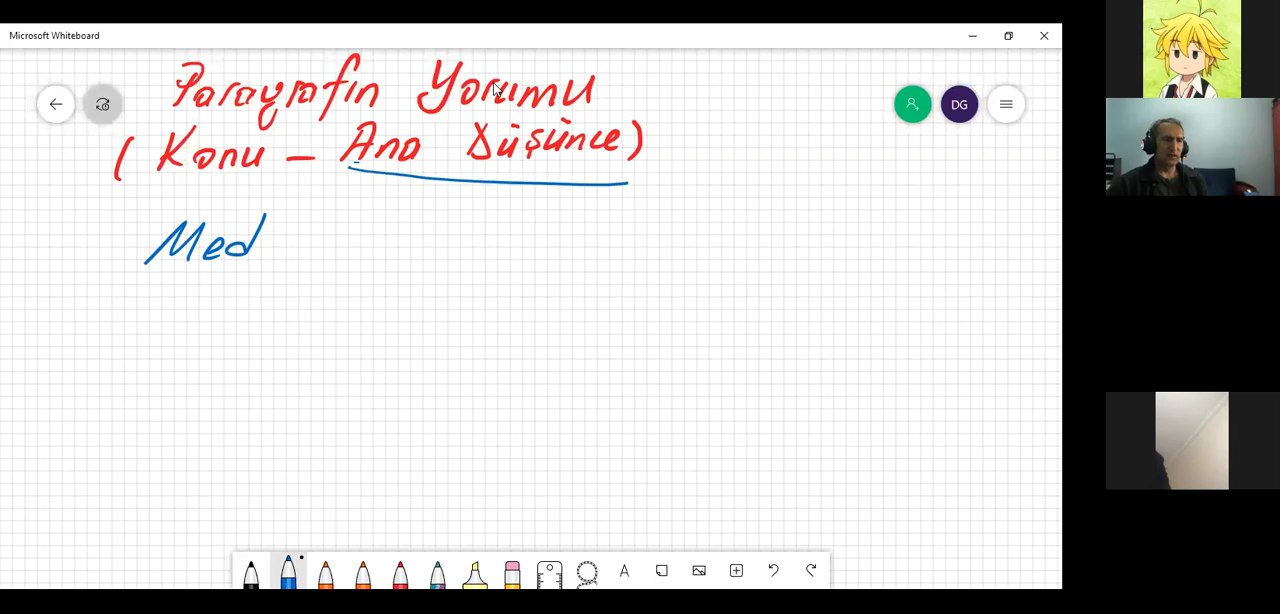 Microsoft Whiteboard
Paragrafın Yorumu
( Konu – Ana Düşünce )
DG
Med
A